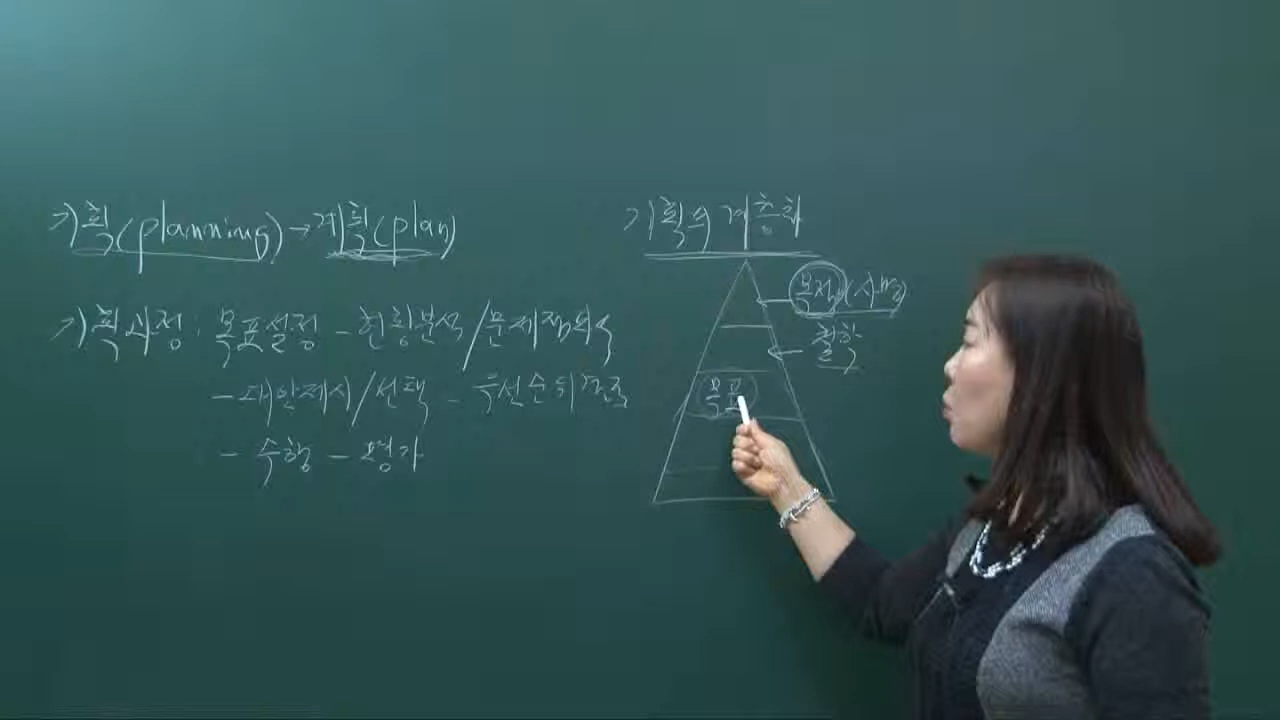 기획(planning)→계획(plan)
기획과정: 목표설정 - 현황분석/문제재인식
- 대안제시/선택 - 우선순위결정
- 수행 - 평가
기획의 계층화
목적(사명)
철학
목표